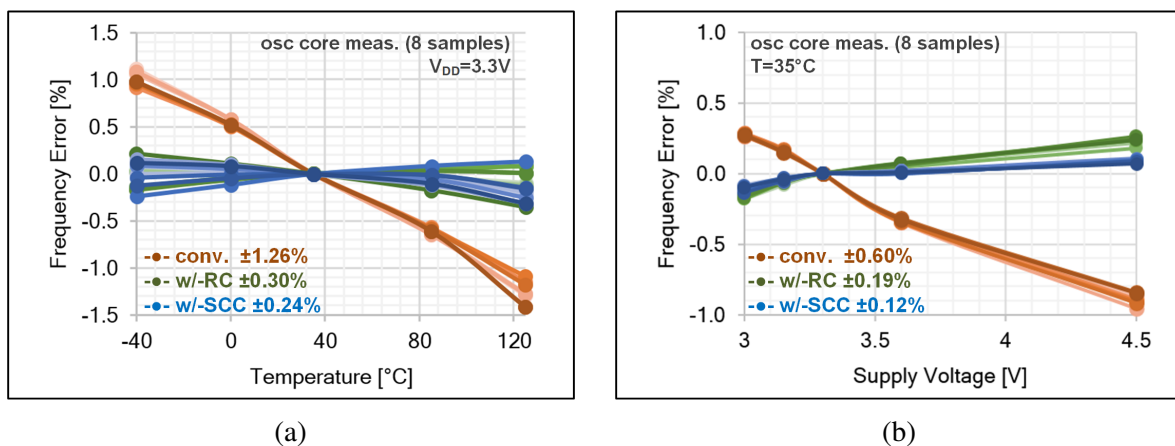 osc core meas. (8 samples)
V_DD=3.3V
Frequency Error [%]
1.5
1.0
0.5
0.0
-0.5
-1.0
-1.5
conv. ±1.26%
w/-RC ±0.30%
w/-SCC ±0.24%
-40 0 40 80 120
Temperature [°C]
(a)
osc core meas. (8 samples)
T=35°C
Frequency Error [%]
1.0
0.5
0.0
-0.5
-1.0
conv. ±0.60%
w/-RC ±0.19%
w/-SCC ±0.12%
3 3.5 4 4.5
Supply Voltage [V]
(b)